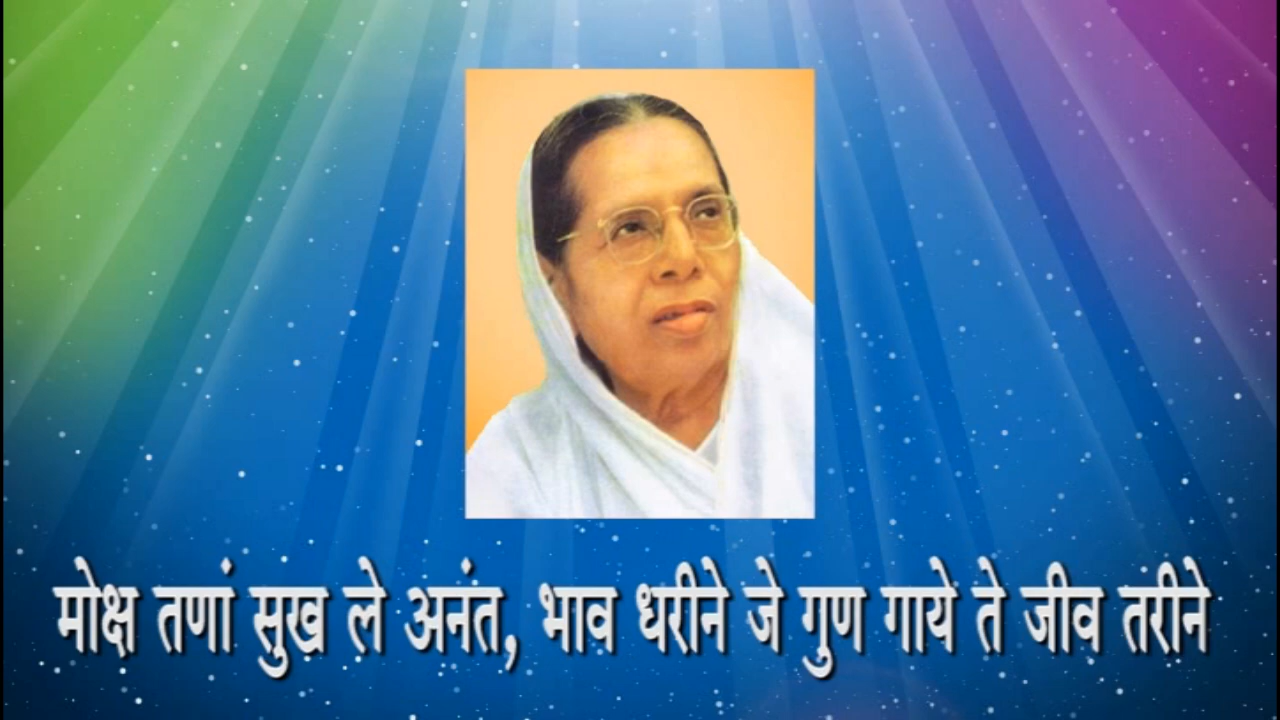 मोक्ष तणां सुख ले अनंत, भाव धरीने जे गुण गाये ते जीव तरीने